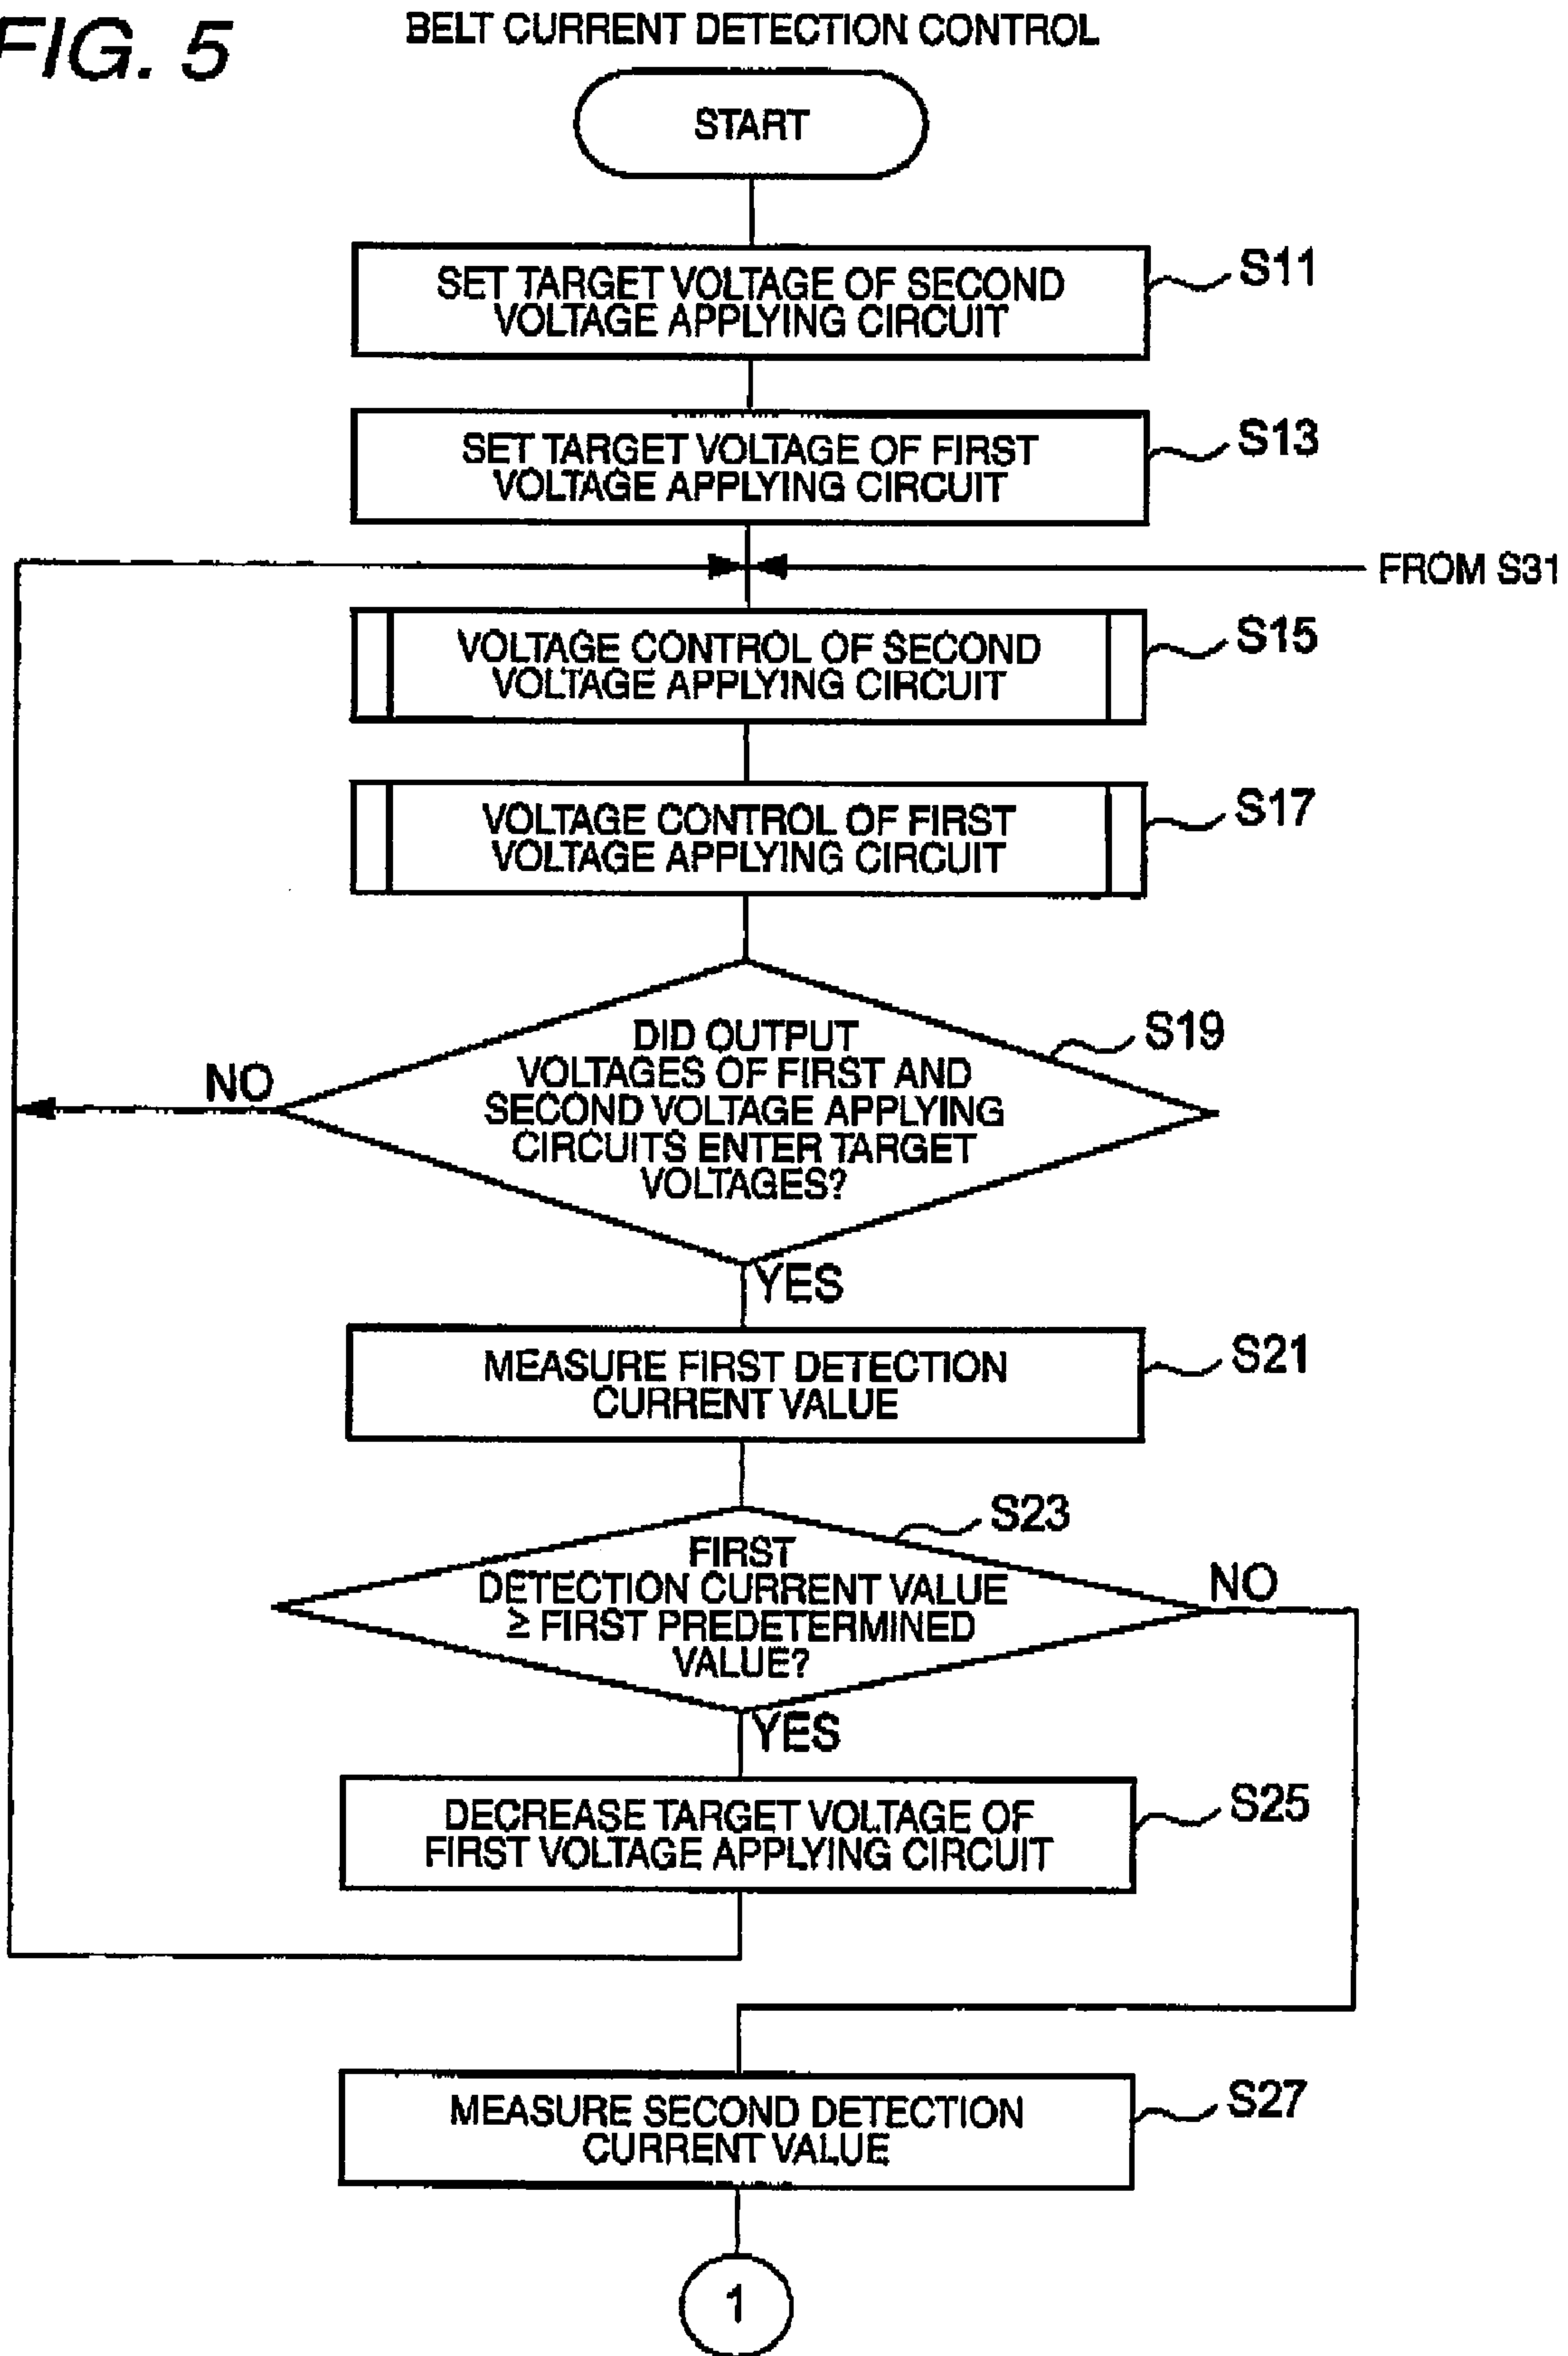 FIG. 5
BELT CURRENT DETECTION CONTROL
START
SET TARGET VOLTAGE OF SECOND
VOLTAGE APPLYING CIRCUIT
S11
SET TARGET VOLTAGE OF FIRST
VOLTAGE APPLYING CIRCUIT
S13
FROM S31
VOLTAGE CONTROL OF SECOND
VOLTAGE APPLYING CIRCUIT
S15
VOLTAGE CONTROL OF FIRST
VOLTAGE APPLYING CIRCUIT
S17
DID OUTPUT
VOLTAGES OF FIRST AND
SECOND VOLTAGE APPLYING
CIRCUITS ENTER TARGET
VOLTAGES?
S19
NO
YES
MEASURE FIRST DETECTION
CURRENT VALUE
S21
FIRST
DETECTION CURRENT VALUE
≥ FIRST PREDETERMINED
VALUE?
S23
NO
YES
DECREASE TARGET VOLTAGE OF
FIRST VOLTAGE APPLYING CIRCUIT
S25
MEASURE SECOND DETECTION
CURRENT VALUE
S27
1